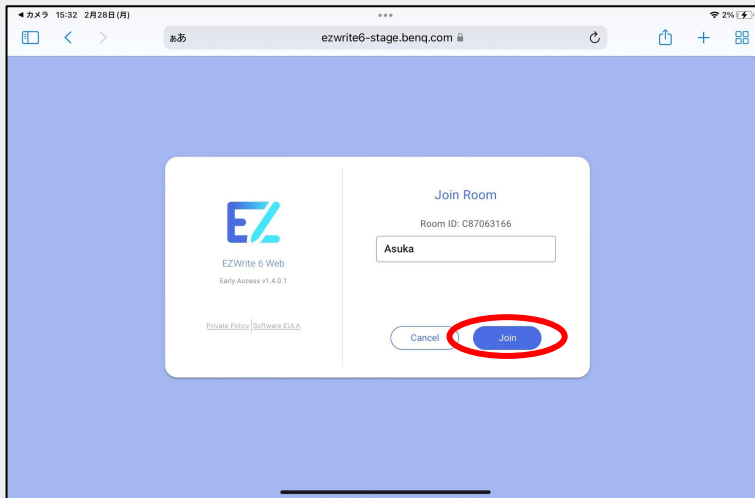 ◀カメラ 15:32 2月28日(月)
2%
ぁあ
ezwrite6-stage.benq.com
EZ
EZWrite 6 Web
Early Access v1.4.0.1
Private Policy Software EULA
Join Room
Room ID: C87063166
Asuka
Cancel
Join